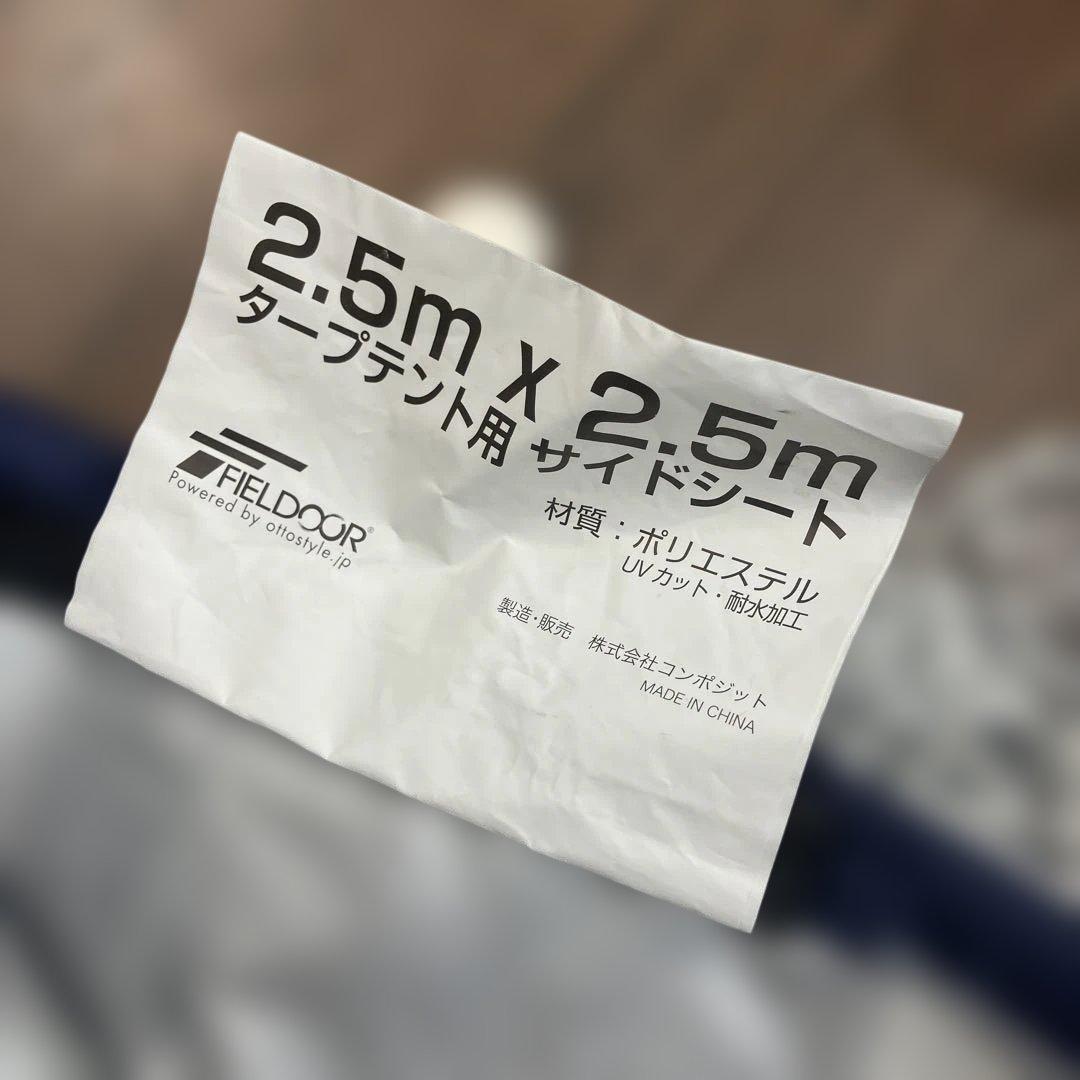 2.5m x 2.5m
タープテント用 サイドシート
FIELDOOR®
Powered by ottostyle.jp
材質：ポリエステル
UVカット・耐水加工
製造・販売　株式会社コンポジット
MADE IN CHINA